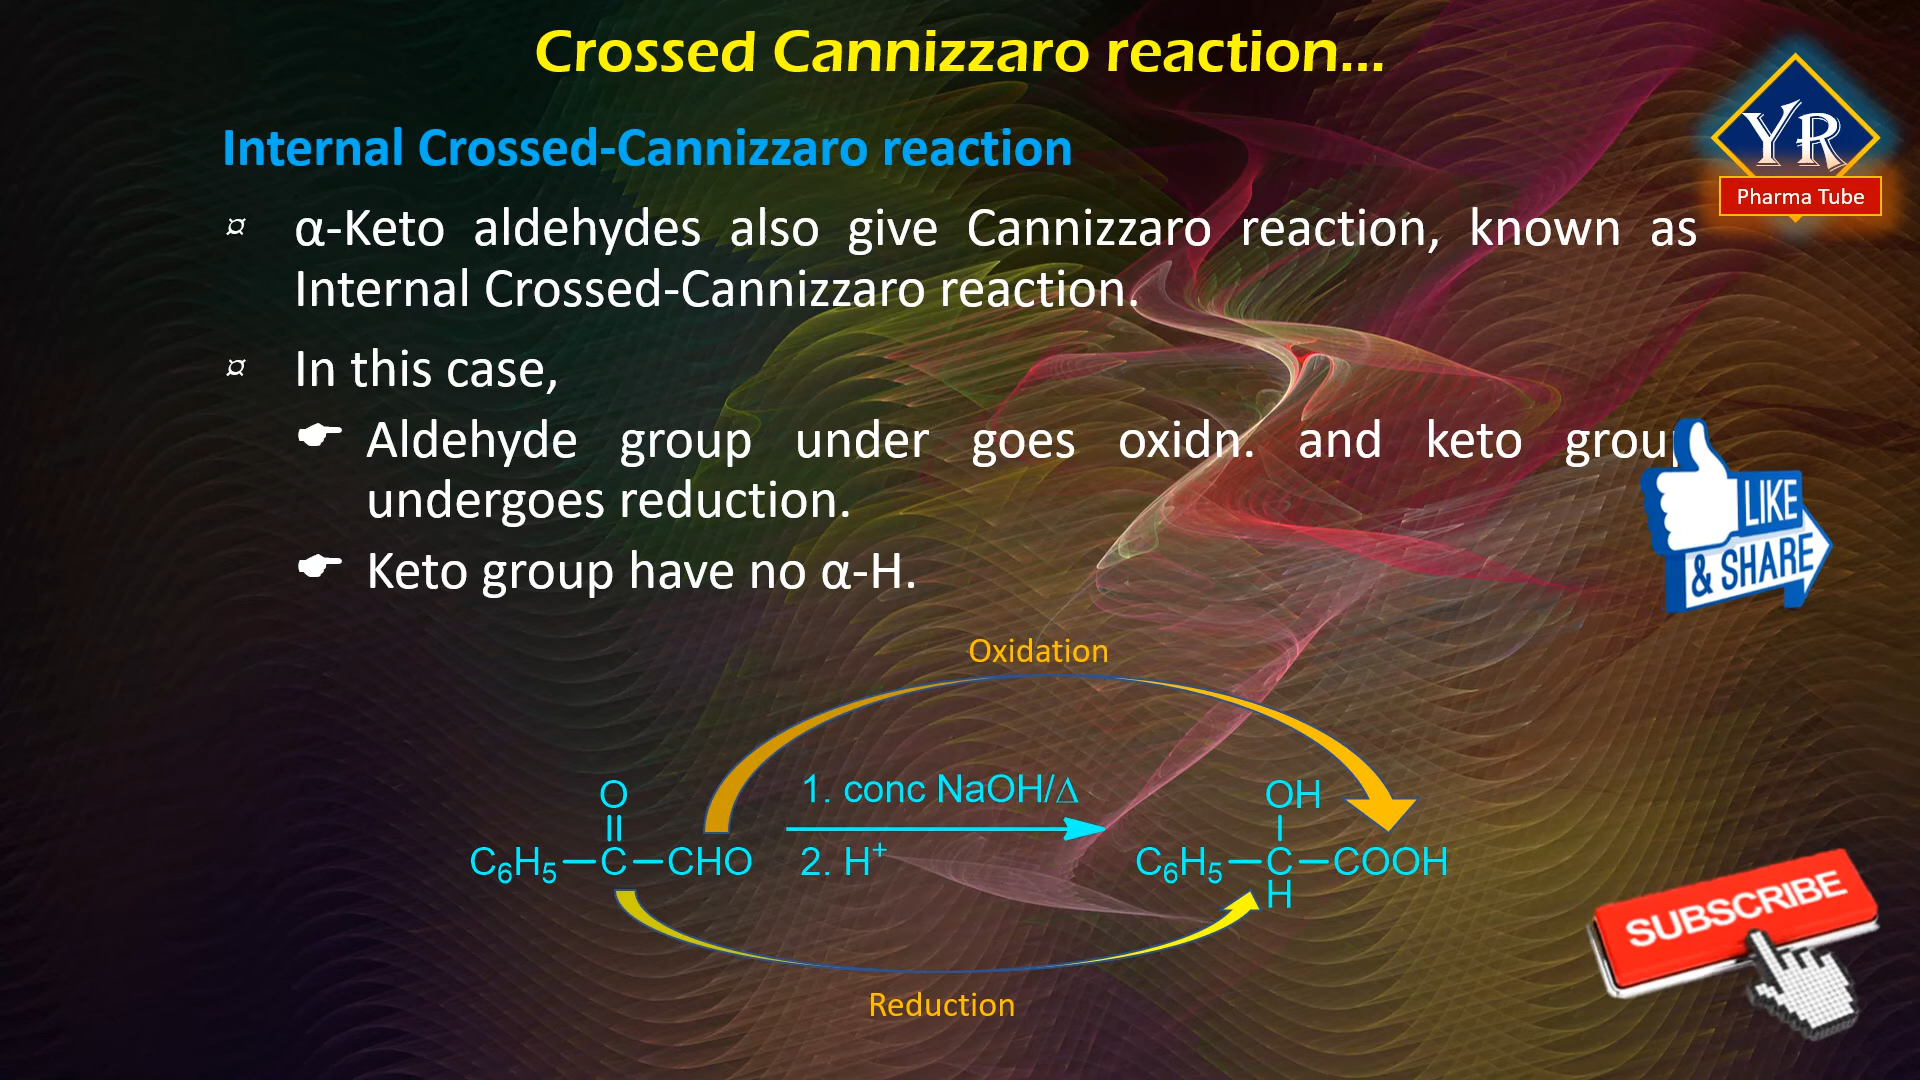 Crossed Cannizzaro reaction...
YR
Pharma Tube
Internal Crossed-Cannizzaro reaction
¤ α-Keto aldehydes also give Cannizzaro reaction, known as
Internal Crossed-Cannizzaro reaction.
¤ In this case,
☛ Aldehyde group under goes oxidn. and keto group
undergoes reduction.
☛ Keto group have no α-H.
LIKE
& SHARE
Oxidation
O
C₆H₅—C—CHO
1. conc NaOH/Δ
2. H⁺
OH
C₆H₅—C—COOH
H
Reduction
SUBSCRIBE